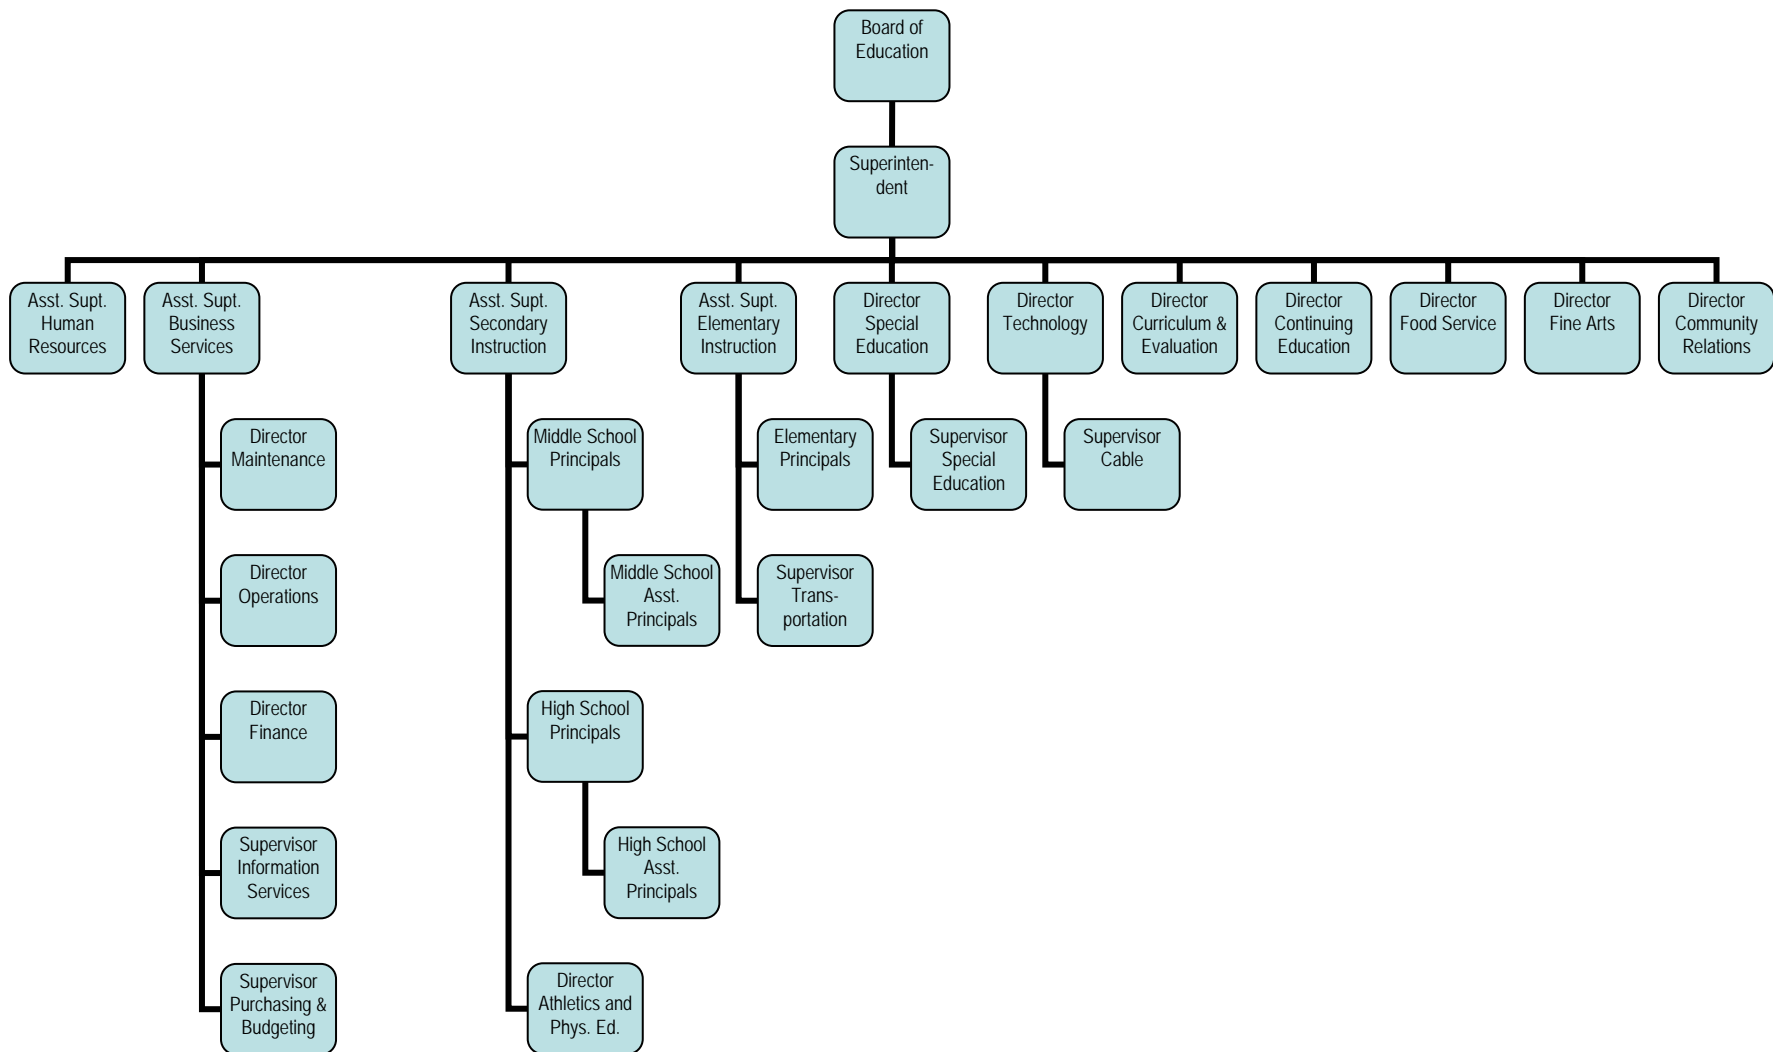 Board of
Education
Superinten-
dent
Asst. Supt.
Human
Resources
Asst. Supt.
Business
Services
Asst. Supt.
Secondary
Instruction
Asst. Supt.
Elementary
Instruction
Director
Special
Education
Director
Technology
Director
Curriculum &
Evaluation
Director
Continuing
Education
Director
Food Service
Director
Fine Arts
Director
Community
Relations
Director
Maintenance
Middle School
Principals
Elementary
Principals
Supervisor
Special
Education
Supervisor
Cable
Director
Operations
Middle School
Asst.
Principals
Supervisor
Trans-
portation
Director
Finance
High School
Principals
Supervisor
Information
Services
High School
Asst.
Principals
Supervisor
Purchasing &
Budgeting
Director
Athletics and
Phys. Ed.